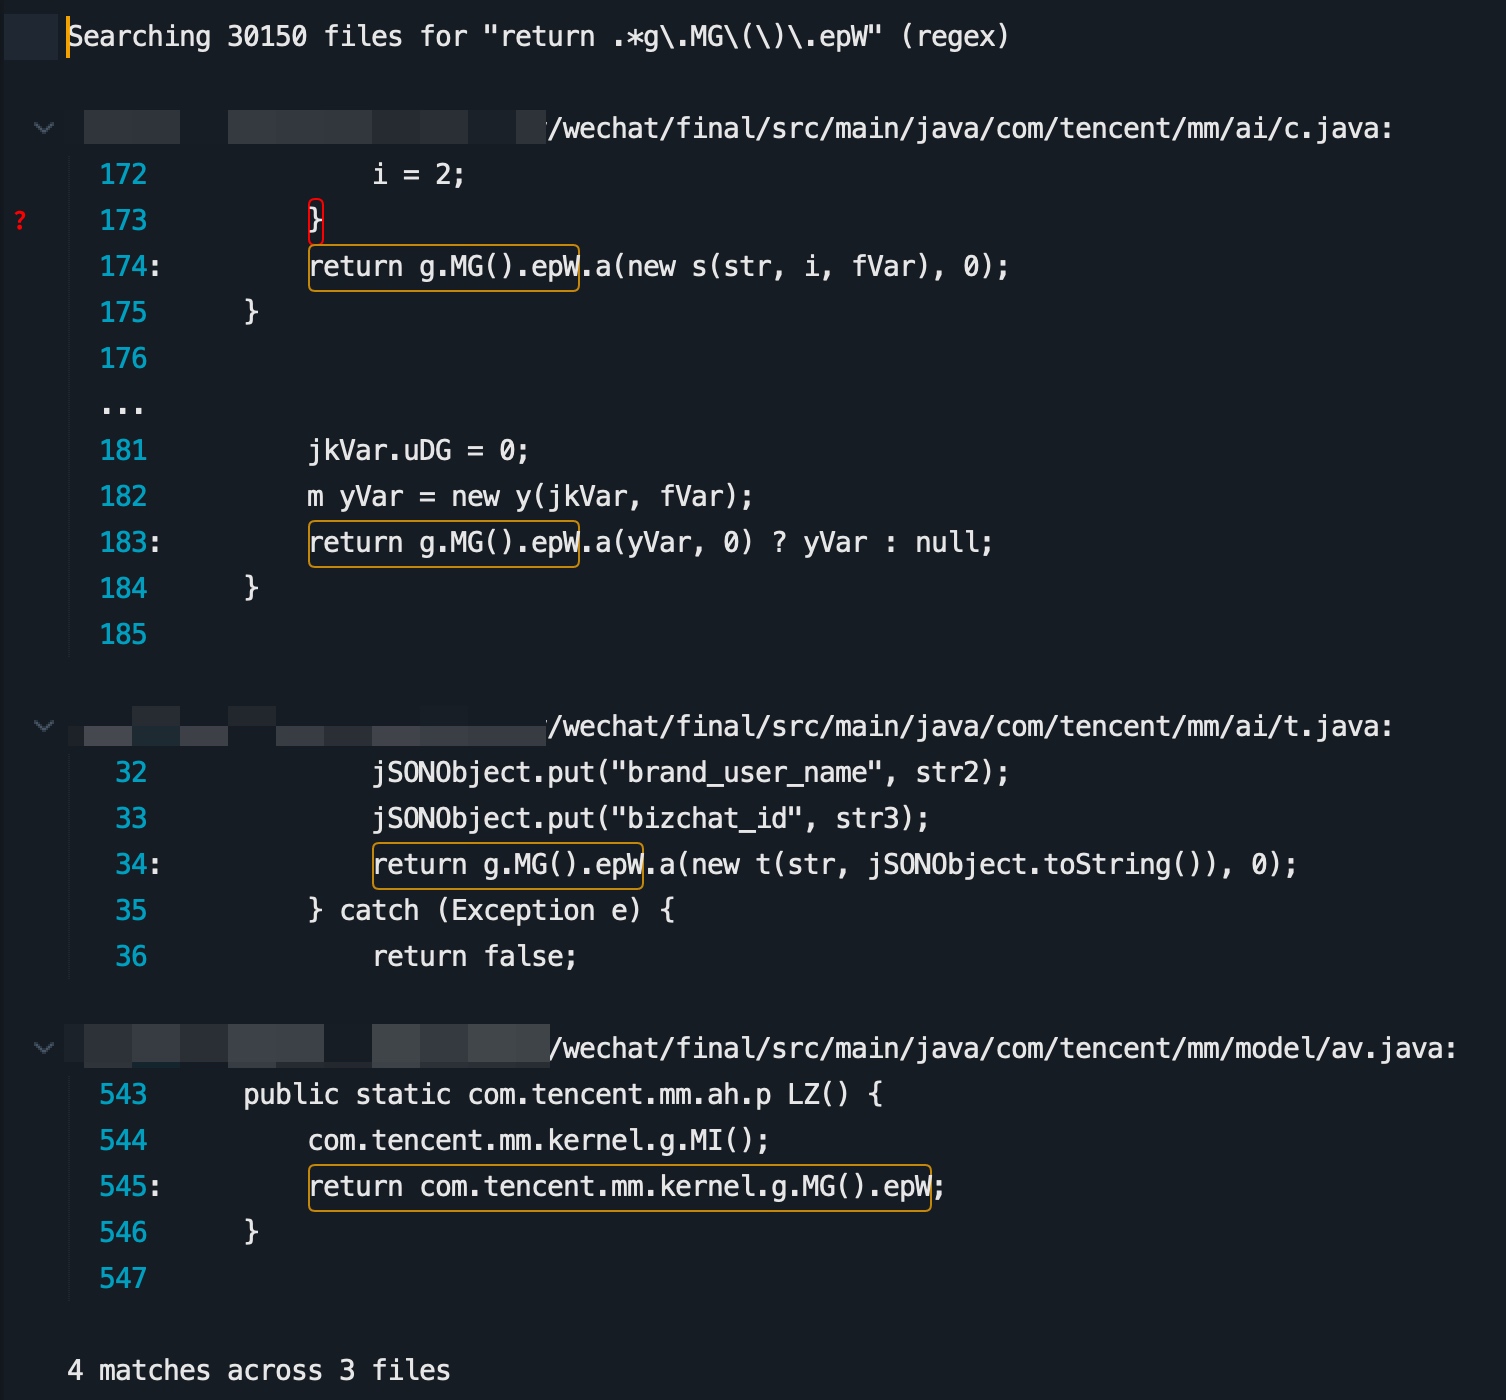 Searching 30150 files for "return .*g\.MG\(\)\.epW" (regex)
/wechat/final/src/main/java/com/tencent/mm/ai/c.java:
172 i = 2;
? 173 }
174: return g.MG().epW.a(new s(str, i, fVar), 0);
175 }
176
...
181 jkVar.uDG = 0;
182 m yVar = new y(jkVar, fVar);
183: return g.MG().epW.a(yVar, 0) ? yVar : null;
184 }
185
/wechat/final/src/main/java/com/tencent/mm/ai/t.java:
32 jSONObject.put("brand_user_name", str2);
33 jSONObject.put("bizchat_id", str3);
34: return g.MG().epW.a(new t(str, jSONObject.toString()), 0);
35 } catch (Exception e) {
36 return false;
/wechat/final/src/main/java/com/tencent/mm/model/av.java:
543 public static com.tencent.mm.ah.p LZ() {
544 com.tencent.mm.kernel.g.MI();
545: return com.tencent.mm.kernel.g.MG().epW;
546 }
547
4 matches across 3 files